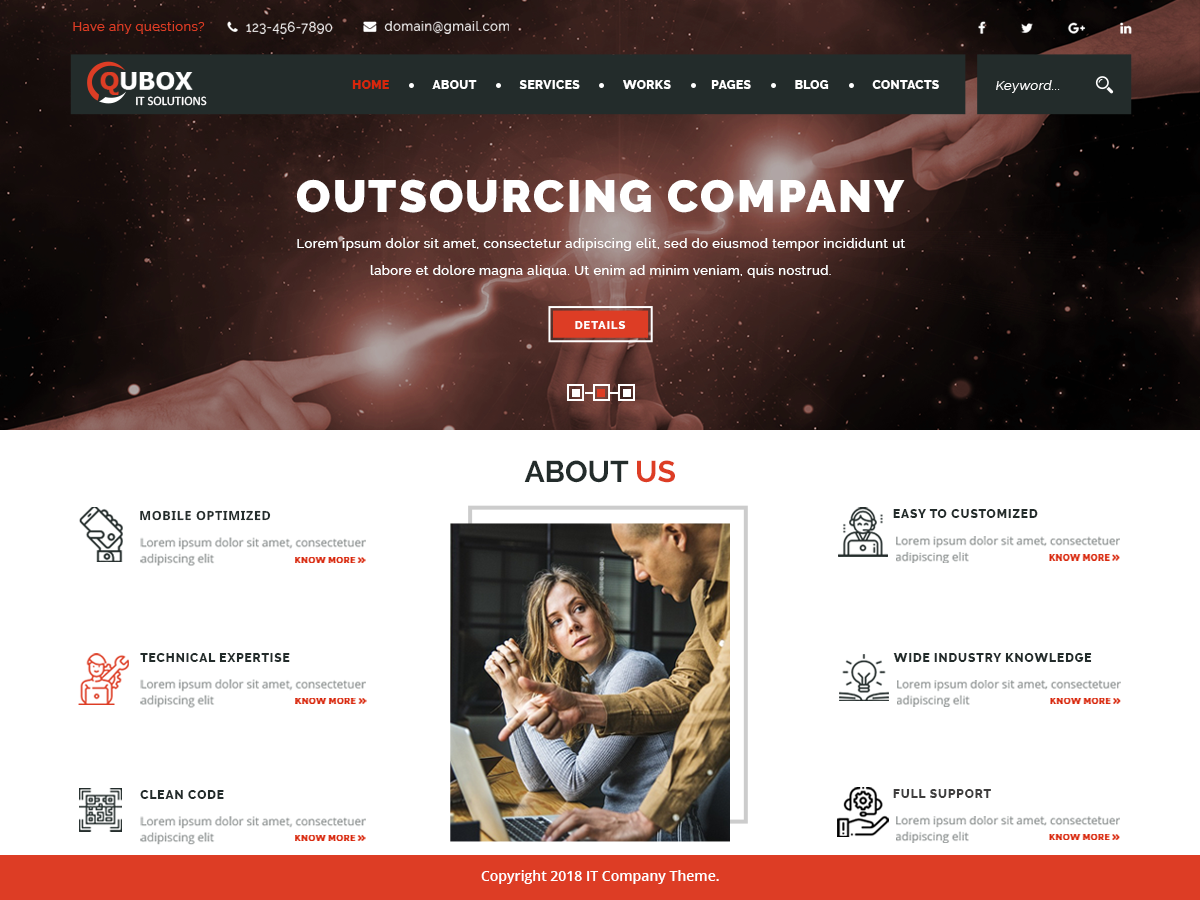 Have any questions? 123-456-7890 domain@gmail.com
QUBOX
IT SOLUTIONS
HOME ABOUT SERVICES WORKS PAGES BLOG CONTACTS
Keyword...
OUTSOURCING COMPANY
Lorem ipsum dolor sit amet, consectetur adipiscing elit, sed do eiusmod tempor incididunt ut
labore et dolore magna aliqua. Ut enim ad minim veniam, quis nostrud.
DETAILS
ABOUT US
MOBILE OPTIMIZED
Lorem ipsum dolor sit amet, consectetuer
adipiscing elit
KNOW MORE »
TECHNICAL EXPERTISE
Lorem ipsum dolor sit amet, consectetuer
adipiscing elit
KNOW MORE »
CLEAN CODE
Lorem ipsum dolor sit amet, consectetuer
adipiscing elit
KNOW MORE »
EASY TO CUSTOMIZED
Lorem ipsum dolor sit amet, consectetuer
adipiscing elit
KNOW MORE »
WIDE INDUSTRY KNOWLEDGE
Lorem ipsum dolor sit amet, consectetuer
adipiscing elit
KNOW MORE »
FULL SUPPORT
Lorem ipsum dolor sit amet, consectetuer
adipiscing elit
KNOW MORE »
Copyright 2018 IT Company Theme.